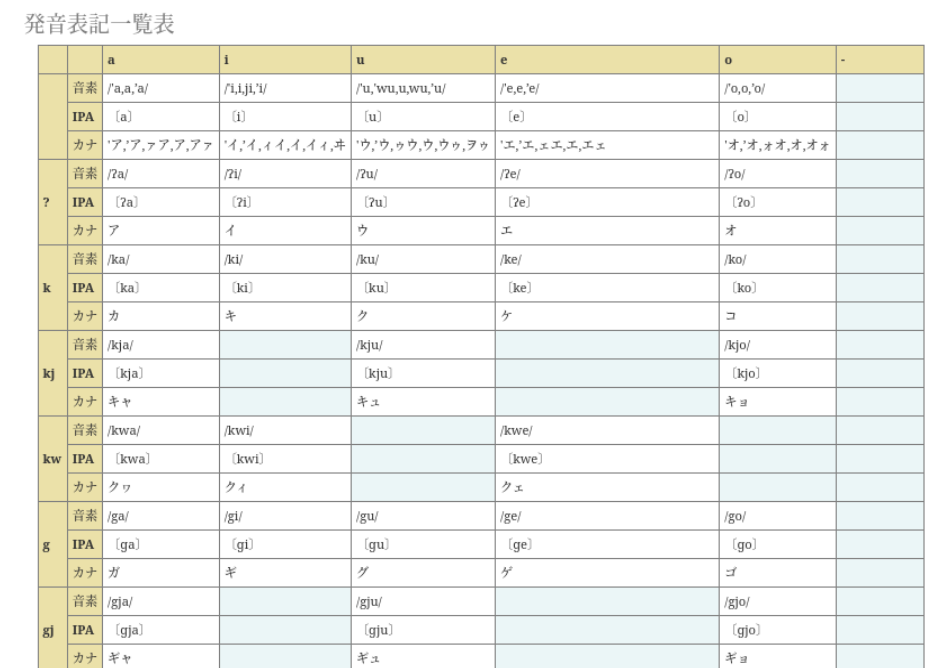 発音表記一覧表
a i u e o -
音素 /'a,a,'a/ /'i,i,ji,'i/ /'u,'wu,u,wu,'u/ /'e,e,'e/ /'o,o,'o/
IPA 〔a〕 〔i〕 〔u〕 〔e〕 〔o〕
カナ 'ア,'ア,ァア,ア,アァ 'イ,'イ,ィイ,イ,イィ,ヰ 'ウ,'ウ,ゥウ,ウ,ウゥ,ヲゥ 'エ,'エ,ェエ,エ,エェ 'オ,'オ,ォオ,オ,オォ
音素 /ʔa/ /ʔi/ /ʔu/ /ʔe/ /ʔo/
ʔ IPA 〔ʔa〕 〔ʔi〕 〔ʔu〕 〔ʔe〕 〔ʔo〕
カナ ア イ ウ エ オ
音素 /ka/ /ki/ /ku/ /ke/ /ko/
k IPA 〔ka〕 〔ki〕 〔ku〕 〔ke〕 〔ko〕
カナ カ キ ク ケ コ
音素 /kja/ /kju/ /kjo/
kj IPA 〔kja〕 〔kju〕 〔kjo〕
カナ キャ キュ キョ
音素 /kwa/ /kwi/ /kwe/
kw IPA 〔kwa〕 〔kwi〕 〔kwe〕
カナ クヮ クィ クェ
音素 /ga/ /gi/ /gu/ /ge/ /go/
g IPA 〔ga〕 〔gi〕 〔gu〕 〔ge〕 〔go〕
カナ ガ ギ グ ゲ ゴ
音素 /gja/ /gju/ /gjo/
gj IPA 〔gja〕 〔gju〕 〔gjo〕
カナ ギャ ギュ ギョ